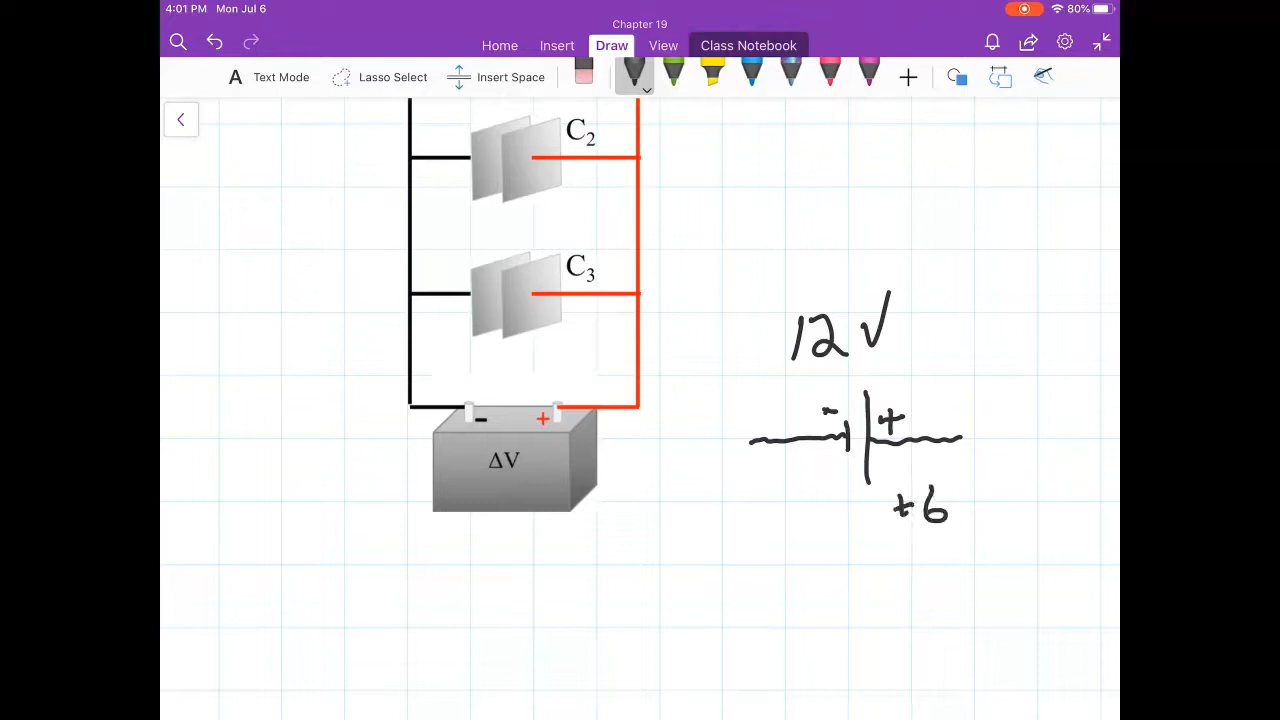 4:01 PM Mon Jul 6
80%
Chapter 19
Home Insert Draw View Class Notebook
A Text Mode Lasso Select Insert Space
C2
C3
12 V
- +
- +
ΔV
+6